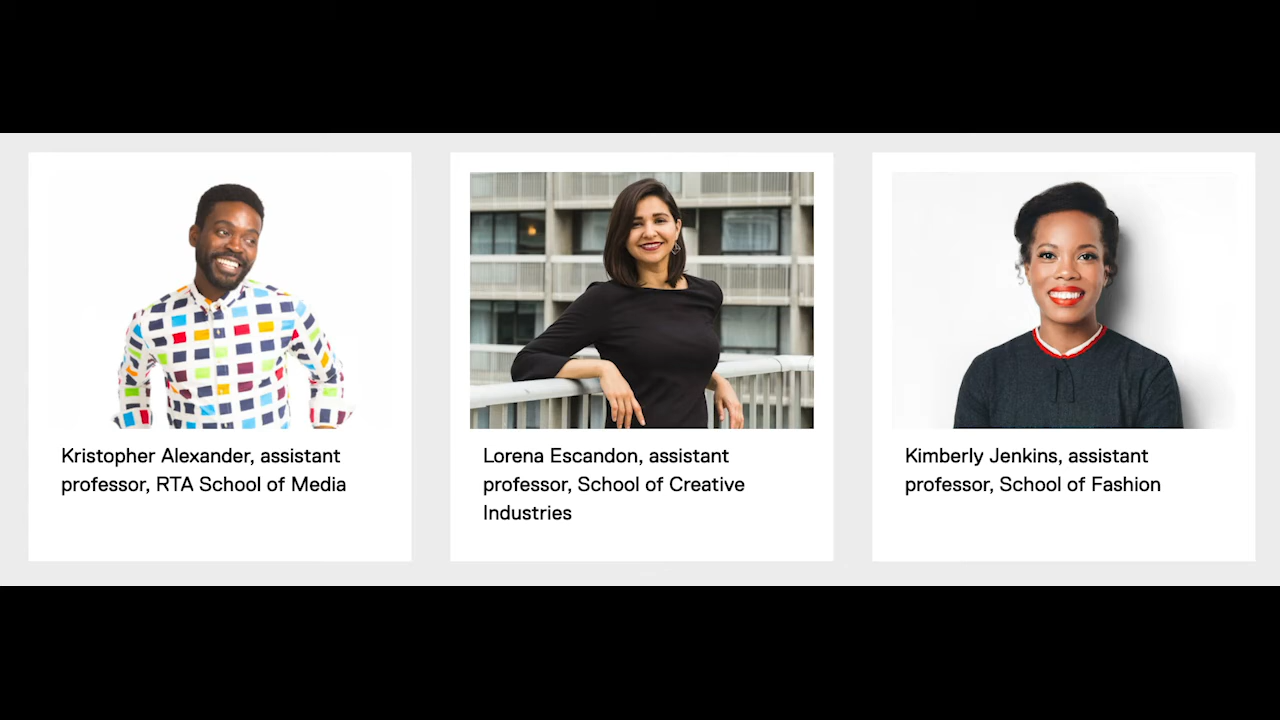 Kristopher Alexander, assistant
professor, RTA School of Media
Lorena Escandon, assistant
professor, School of Creative
Industries
Kimberly Jenkins, assistant
professor, School of Fashion